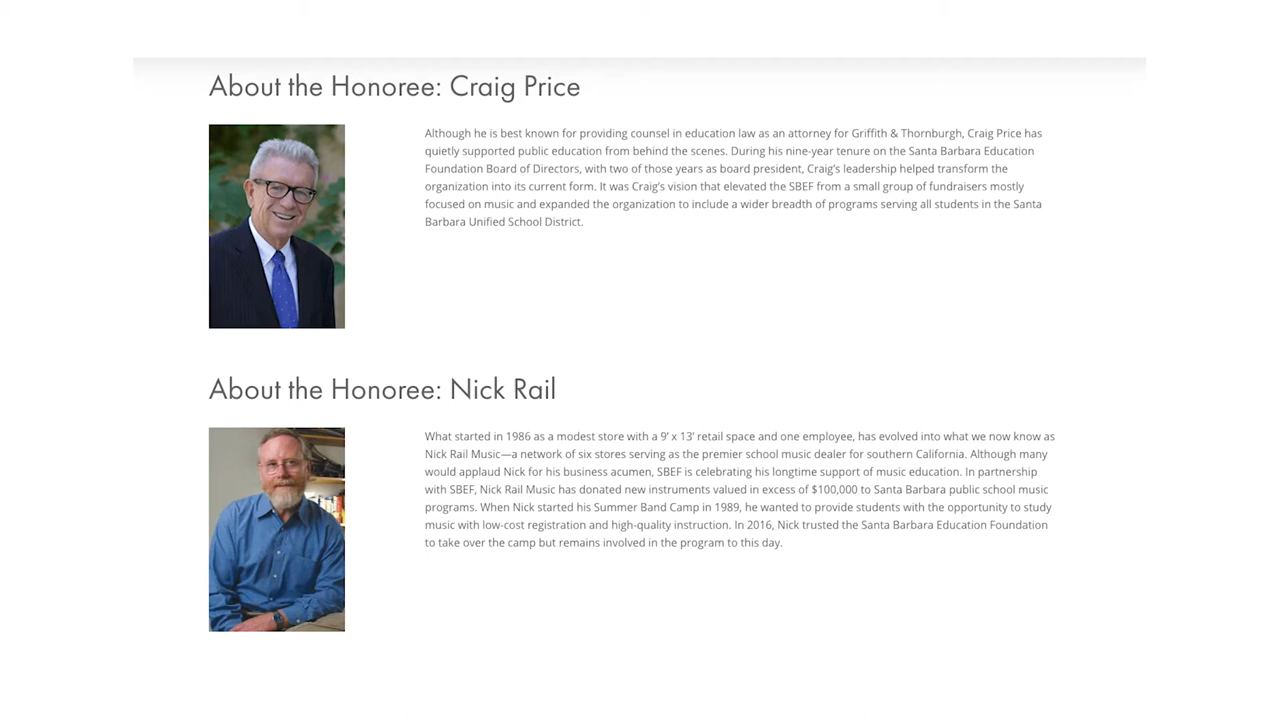 About the Honoree: Craig Price
Although he is best known for providing counsel in education law as an attorney for Griffith & Thornburgh, Craig Price has
quietly supported public education from behind the scenes. During his nine-year tenure on the Santa Barbara Education
Foundation Board of Directors, with two of those years as board president, Craig’s leadership helped transform the
organization into its current form. It was Craig’s vision that elevated the SBEF from a small group of fundraisers mostly
focused on music and expanded the organization to include a wider breadth of programs serving all students in the Santa
Barbara Unified School District.
About the Honoree: Nick Rail
What started in 1986 as a modest store with a 9’ x 13’ retail space and one employee, has evolved into what we now know as
Nick Rail Music—a network of six stores serving as the premier school music dealer for southern California. Although many
would applaud Nick for his business acumen, SBEF is celebrating his longtime support of music education. In partnership
with SBEF, Nick Rail Music has donated new instruments valued in excess of $100,000 to Santa Barbara public school music
programs. When Nick started his Summer Band Camp in 1989, he wanted to provide students with the opportunity to study
music with low-cost registration and high-quality instruction. In 2016, Nick trusted the Santa Barbara Education Foundation
to take over the camp but remains involved in the program to this day.